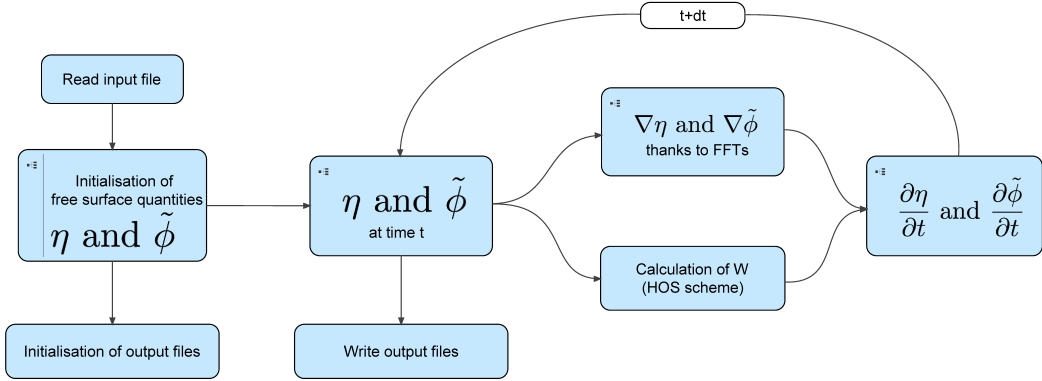 t+dt
Read input file
Initialisation of
free surface quantities
η and φ̃
Initialisation of output files
η and φ̃
at time t
Write output files
∇η and ∇φ̃
thanks to FFTs
Calculation of W
(HOS scheme)
∂η/∂t and ∂φ̃/∂t